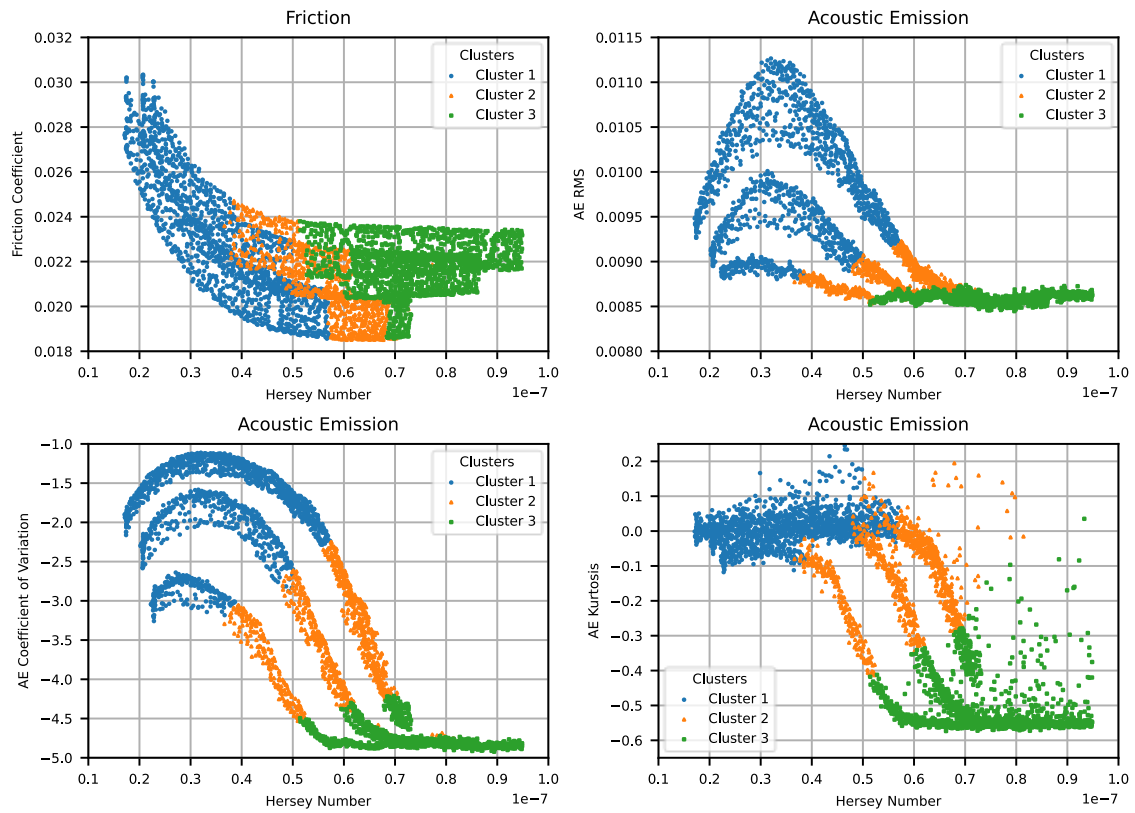 Friction
0.032
0.030
0.028
0.026
0.024
0.022
0.020
0.018
Friction Coefficient
Clusters
Cluster 1
Cluster 2
Cluster 3
0.1 0.2 0.3 0.4 0.5 0.6 0.7 0.8 0.9 1.0
Hersey Number
1e−7
Acoustic Emission
0.0115
0.0110
0.0105
0.0100
0.0095
0.0090
0.0085
0.0080
AE RMS
Clusters
Cluster 1
Cluster 2
Cluster 3
0.1 0.2 0.3 0.4 0.5 0.6 0.7 0.8 0.9 1.0
Hersey Number
1e−7
Acoustic Emission
−1.0
−1.5
−2.0
−2.5
−3.0
−3.5
−4.0
−4.5
−5.0
AE Coefficient of Variation
Clusters
Cluster 1
Cluster 2
Cluster 3
0.1 0.2 0.3 0.4 0.5 0.6 0.7 0.8 0.9 1.0
Hersey Number
1e−7
Acoustic Emission
0.2
0.1
0.0
−0.1
−0.2
−0.3
−0.4
−0.5
−0.6
AE Kurtosis
Clusters
Cluster 1
Cluster 2
Cluster 3
0.1 0.2 0.3 0.4 0.5 0.6 0.7 0.8 0.9 1.0
Hersey Number
1e−7